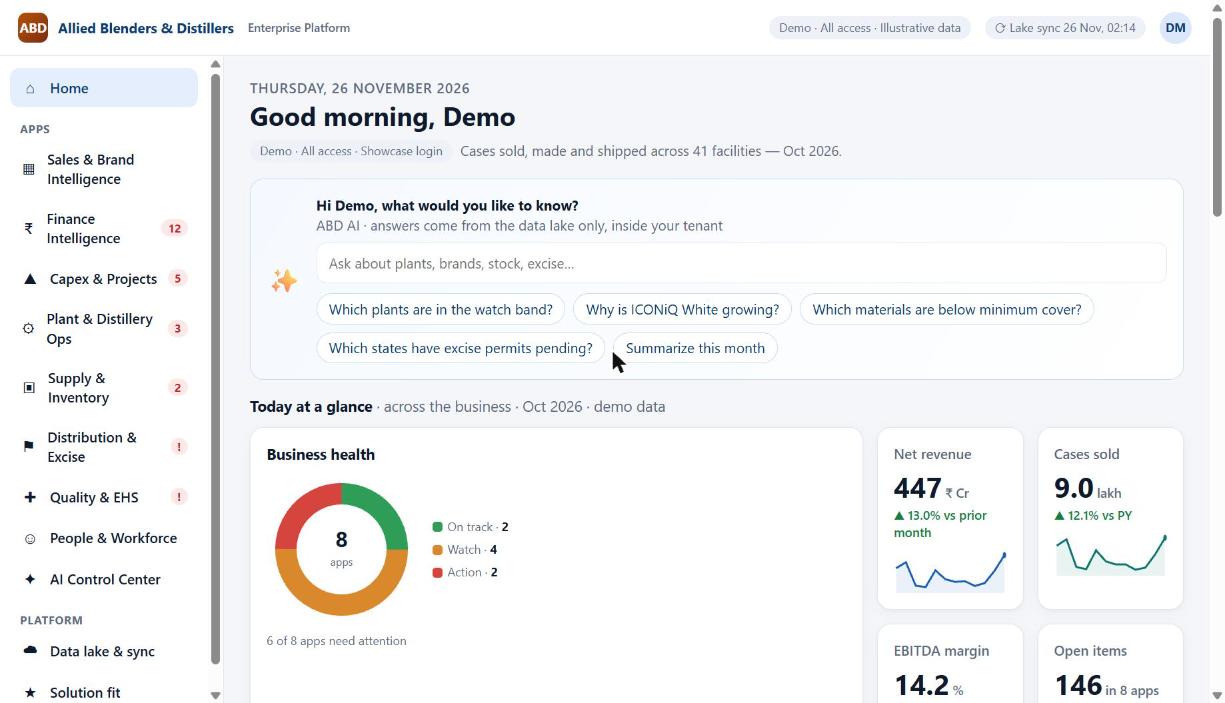 ABD Allied Blenders & Distillers Enterprise Platform
Demo · All access · Illustrative data
Lake sync 26 Nov, 02:14
DM
Home
APPS
Sales & Brand
Intelligence
Finance
Intelligence
12
Capex & Projects 5
Plant & Distillery
Ops
3
Supply &
Inventory
2
Distribution &
Excise
!
Quality & EHS !
People & Workforce
AI Control Center
PLATFORM
Data lake & sync
Solution fit
THURSDAY, 26 NOVEMBER 2026
Good morning, Demo
Demo · All access · Showcase login Cases sold, made and shipped across 41 facilities — Oct 2026.
Hi Demo, what would you like to know?
ABD AI · answers come from the data lake only, inside your tenant
Ask about plants, brands, stock, excise...
Which plants are in the watch band? Why is ICONiQ White growing? Which materials are below minimum cover?
Which states have excise permits pending? Summarize this month
Today at a glance · across the business · Oct 2026 · demo data
Business health
8
apps
On track · 2
Watch · 4
Action · 2
6 of 8 apps need attention
Net revenue
447 ₹ Cr
▲ 13.0% vs prior
month
Cases sold
9.0 lakh
▲ 12.1% vs PY
EBITDA margin
14.2 %
Open items
146 in 8 apps